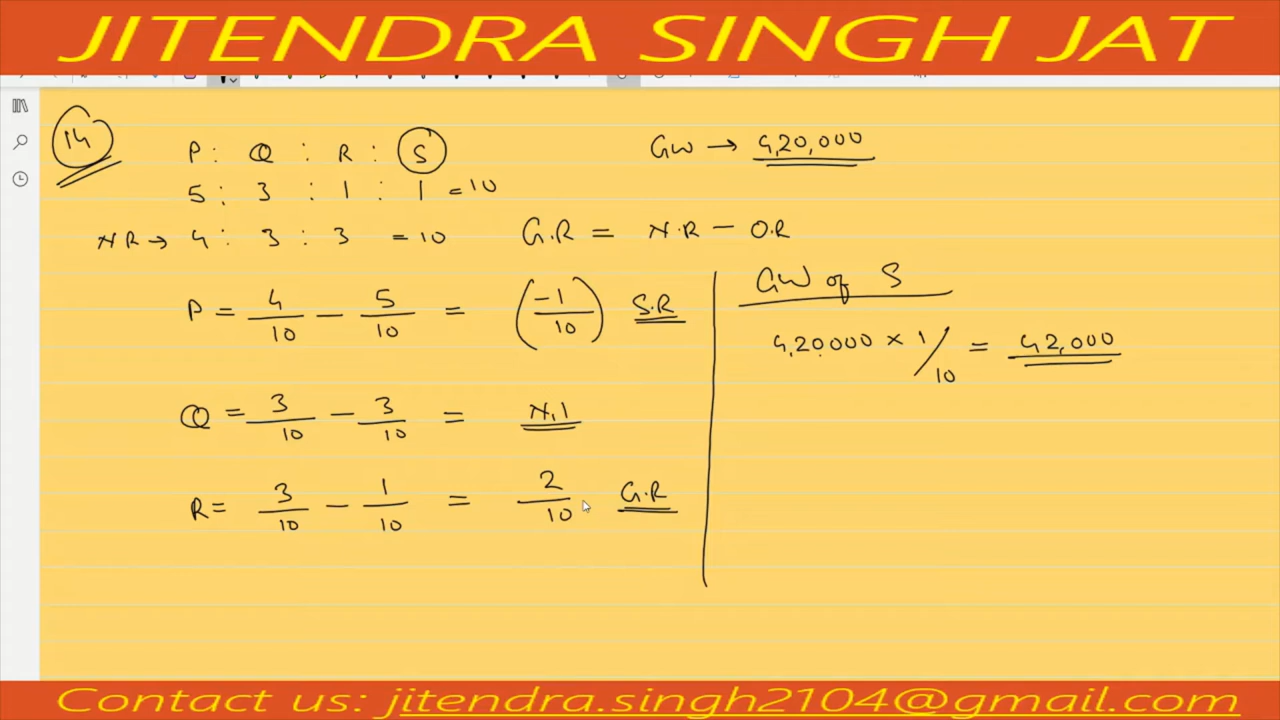 JITENDRA SINGH JAT
14
P : Q : R : S
5 : 3 : 1 : 1 = 10
NR → 4 : 3 : 3 = 10
GW → 4,20,000
G.R = N.R - O.R
P = 4/10 - 5/10 = (-1/10) S.R
Q = 3/10 - 3/10 = N.I
R = 3/10 - 1/10 = 2/10 G.R
GW of S
4,20,000 × 1/10 = 42,000
Contact us: jitendra.singh2104@gmail.com